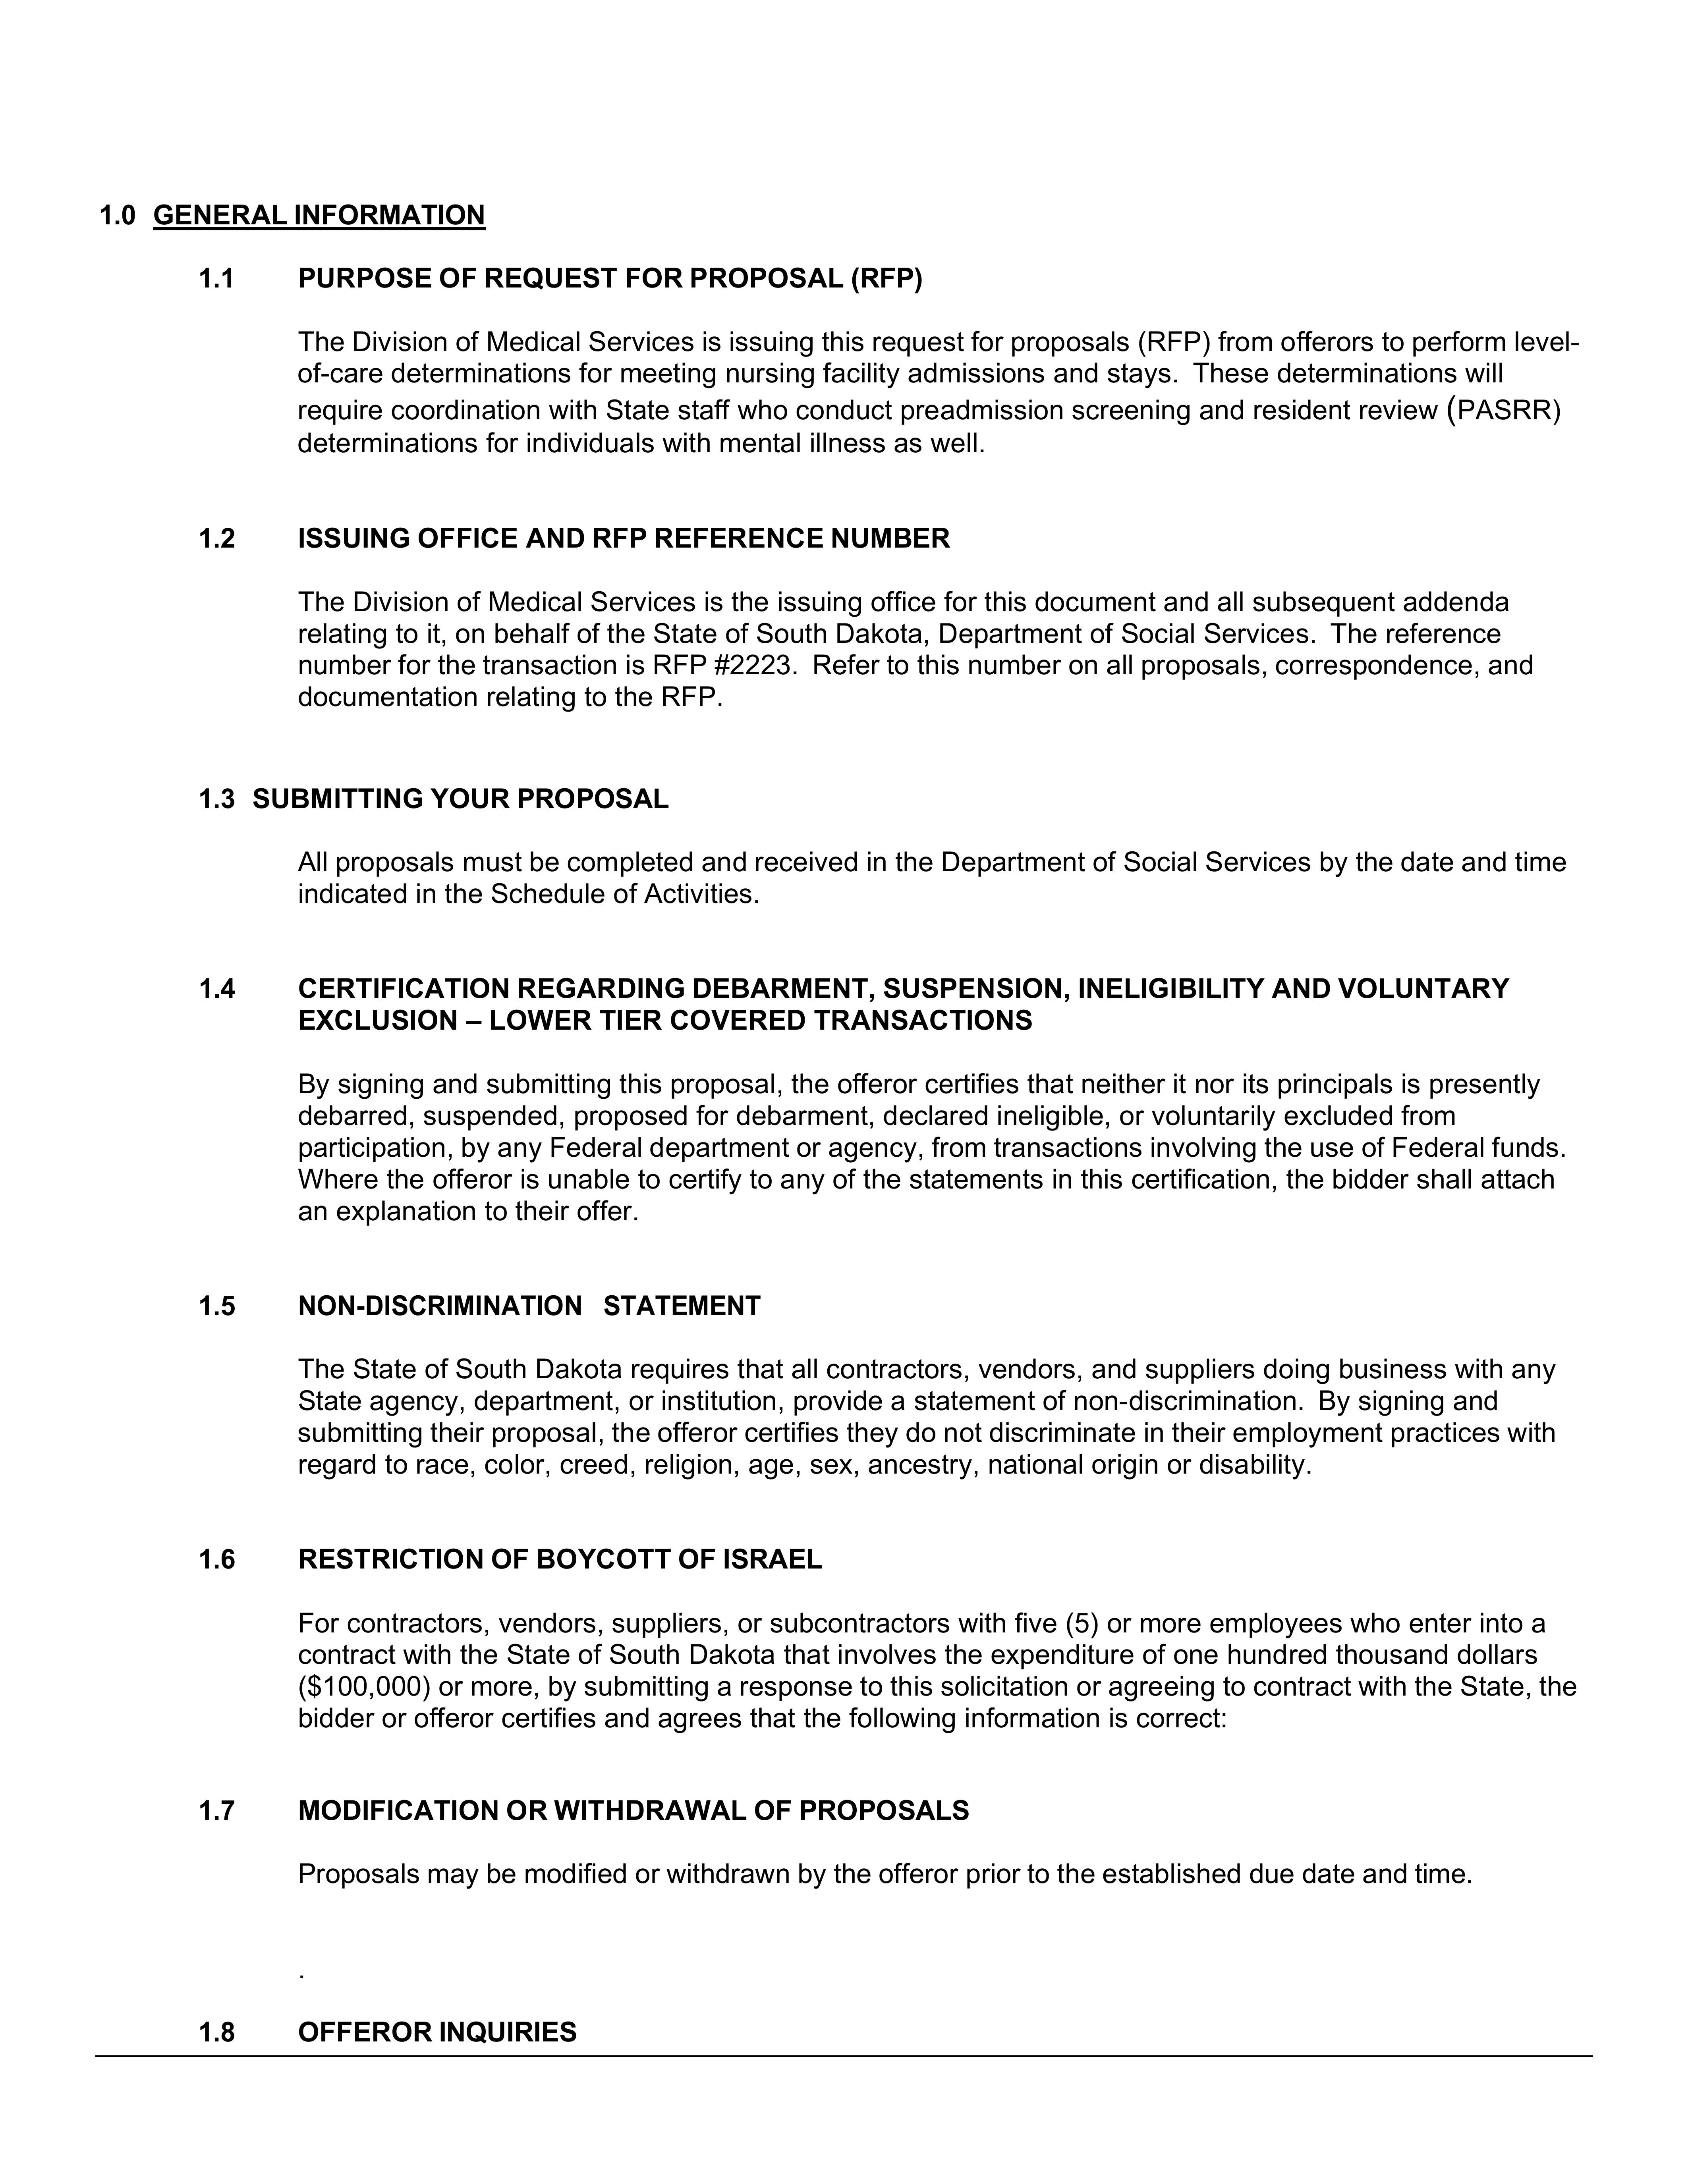 1.0 GENERAL INFORMATION
1.1 PURPOSE OF REQUEST FOR PROPOSAL (RFP)
The Division of Medical Services is issuing this request for proposals (RFP) from offerors to perform level-
of-care determinations for meeting nursing facility admissions and stays. These determinations will
require coordination with State staff who conduct preadmission screening and resident review (PASRR)
determinations for individuals with mental illness as well.
1.2 ISSUING OFFICE AND RFP REFERENCE NUMBER
The Division of Medical Services is the issuing office for this document and all subsequent addenda
relating to it, on behalf of the State of South Dakota, Department of Social Services. The reference
number for the transaction is RFP #2223. Refer to this number on all proposals, correspondence, and
documentation relating to the RFP.
1.3 SUBMITTING YOUR PROPOSAL
All proposals must be completed and received in the Department of Social Services by the date and time
indicated in the Schedule of Activities.
1.4 CERTIFICATION REGARDING DEBARMENT, SUSPENSION, INELIGIBILITY AND VOLUNTARY
EXCLUSION – LOWER TIER COVERED TRANSACTIONS
By signing and submitting this proposal, the offeror certifies that neither it nor its principals is presently
debarred, suspended, proposed for debarment, declared ineligible, or voluntarily excluded from
participation, by any Federal department or agency, from transactions involving the use of Federal funds.
Where the offeror is unable to certify to any of the statements in this certification, the bidder shall attach
an explanation to their offer.
1.5 NON-DISCRIMINATION STATEMENT
The State of South Dakota requires that all contractors, vendors, and suppliers doing business with any
State agency, department, or institution, provide a statement of non-discrimination. By signing and
submitting their proposal, the offeror certifies they do not discriminate in their employment practices with
regard to race, color, creed, religion, age, sex, ancestry, national origin or disability.
1.6 RESTRICTION OF BOYCOTT OF ISRAEL
For contractors, vendors, suppliers, or subcontractors with five (5) or more employees who enter into a
contract with the State of South Dakota that involves the expenditure of one hundred thousand dollars
($100,000) or more, by submitting a response to this solicitation or agreeing to contract with the State, the
bidder or offeror certifies and agrees that the following information is correct:
1.7 MODIFICATION OR WITHDRAWAL OF PROPOSALS
Proposals may be modified or withdrawn by the offeror prior to the established due date and time.
.
1.8 OFFEROR INQUIRIES